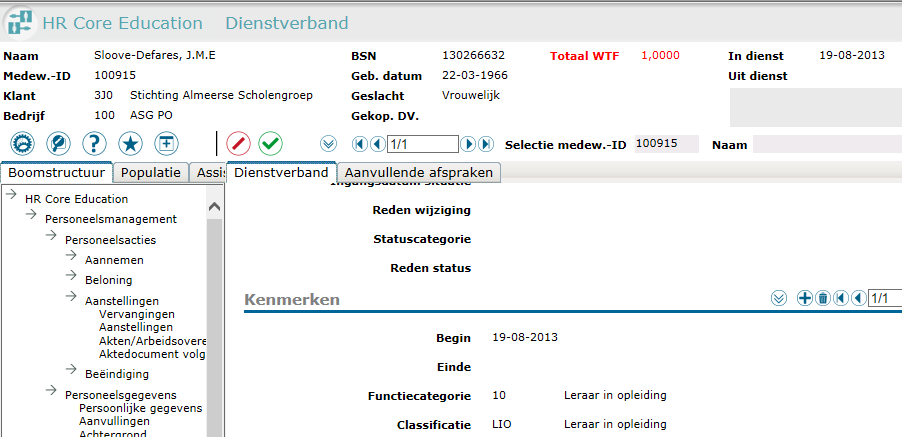 HR Core Education Dienstverband
Naam Sloove-Defares, J.M.E BSN 130266632 Totaal WTF 1,0000 In dienst 19-08-2013
Medew.-ID 100915 Geb. datum 22-03-1966 Uit dienst
Klant 3J0 Stichting Almeerse Scholengroep Geslacht Vrouwelijk
Bedrijf 100 ASG PO Gekop. DV.
1/1 Selectie medew.-ID 100915 Naam
Boomstructuur Populatie Assis Dienstverband Aanvullende afspraken
Ingangsdatum situatie
HR Core Education
Personeelsmanagement
Personeelsacties
Aannemen
Beloning
Aanstellingen
Vervangingen
Aanstellingen
Akten/Arbeidsovere
Aktedocument volg
Beëindiging
Personeelsgegevens
Persoonlijke gegevens
Aanvullingen
Achtergrond
Reden wijziging
Statuscategorie
Reden status
Kenmerken 1/1
Begin 19-08-2013
Einde
Functiecategorie 10 Leraar in opleiding
Classificatie LIO Leraar in opleiding